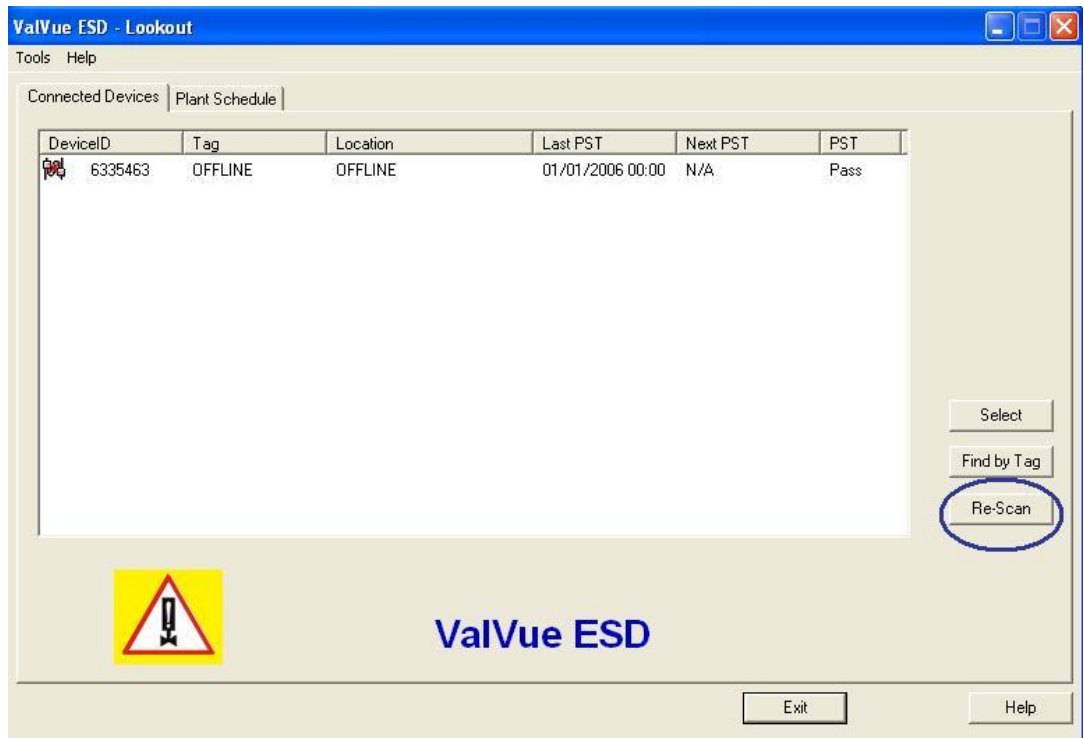 ValVue ESD - Lookout
Tools Help
Connected Devices Plant Schedule
DeviceID Tag Location Last PST Next PST PST
6335463 OFFLINE OFFLINE 01/01/2006 00:00 N/A Pass
Select
Find by Tag
Re-Scan
ValVue ESD
Exit Help